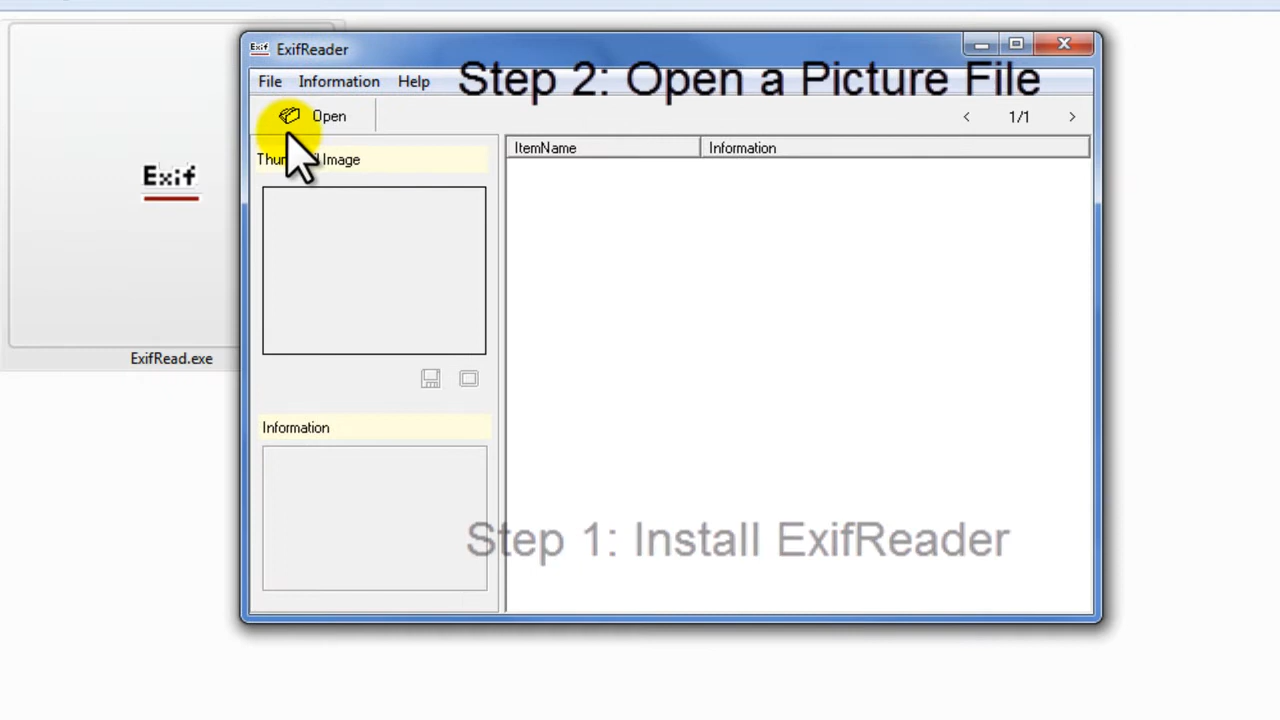 ExifReader
File Information Help
Step 2: Open a Picture File
Open
< 1/1 >
Thum l Image
ItemName Information
Exif
ExifRead.exe
Information
Step 1: Install ExifReader